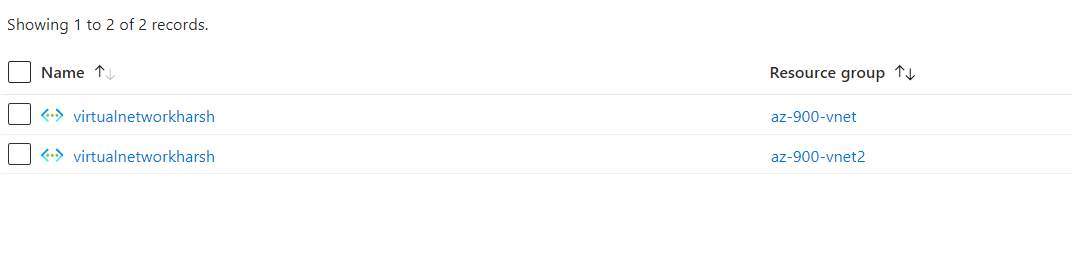 Showing 1 to 2 of 2 records.
Name ↑↓ Resource group ↑↓
virtualnetworkharsh az-900-vnet
virtualnetworkharsh az-900-vnet2